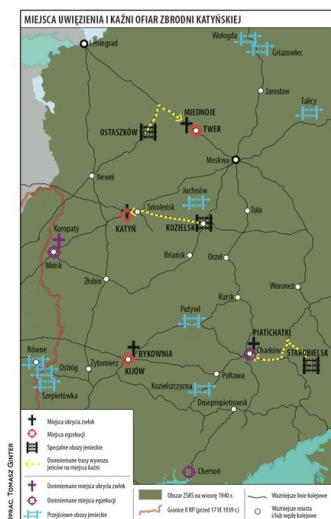 MIEJSCA UWIĘZIENIA I KAŹNI OFIAR ZBRODNI KATYŃSKIEJ
Wołogda
Leningrad
Griazowiec
Jarosław
Talicy
MIEDNOJE
OSTASZKÓW
TWER
Moskwa
Newel
Juchnów
Smoleńsk
Tuła
KATYŃ
KOZIELSK
Kuropaty
Mińsk
Briańsk
Orzeł
Żłobin
Woroneż
Kursk
Putywl
PIATICHATKI
Równe
BYKOWNIA
Charków
STAROBIELSK
Ostróg
Żytomierz
KIJÓW
Połtawa
Szepietówka
Kozielszczyzna
Dniepropietrowsk
Chersoń
Miejsca ukrycia zwłok
Miejsca egzekucji
Specjalne obozy jenieckie
Domniemane trasy wywozu
jeńców na miejsca kaźni
Domniemane miejsca ukrycia zwłok
Domniemane miejsca egzekucji
Przejściowe obozy jenieckie
Obszar ZSRS na wiosnę 1940 r.
Granice II RP (przed 17 IX 1939 r.)
Ważniejsze linie kolejowe
Ważniejsze miasta
i/lub węzły kolejowe
OPRAC. TOMASZ GINTER